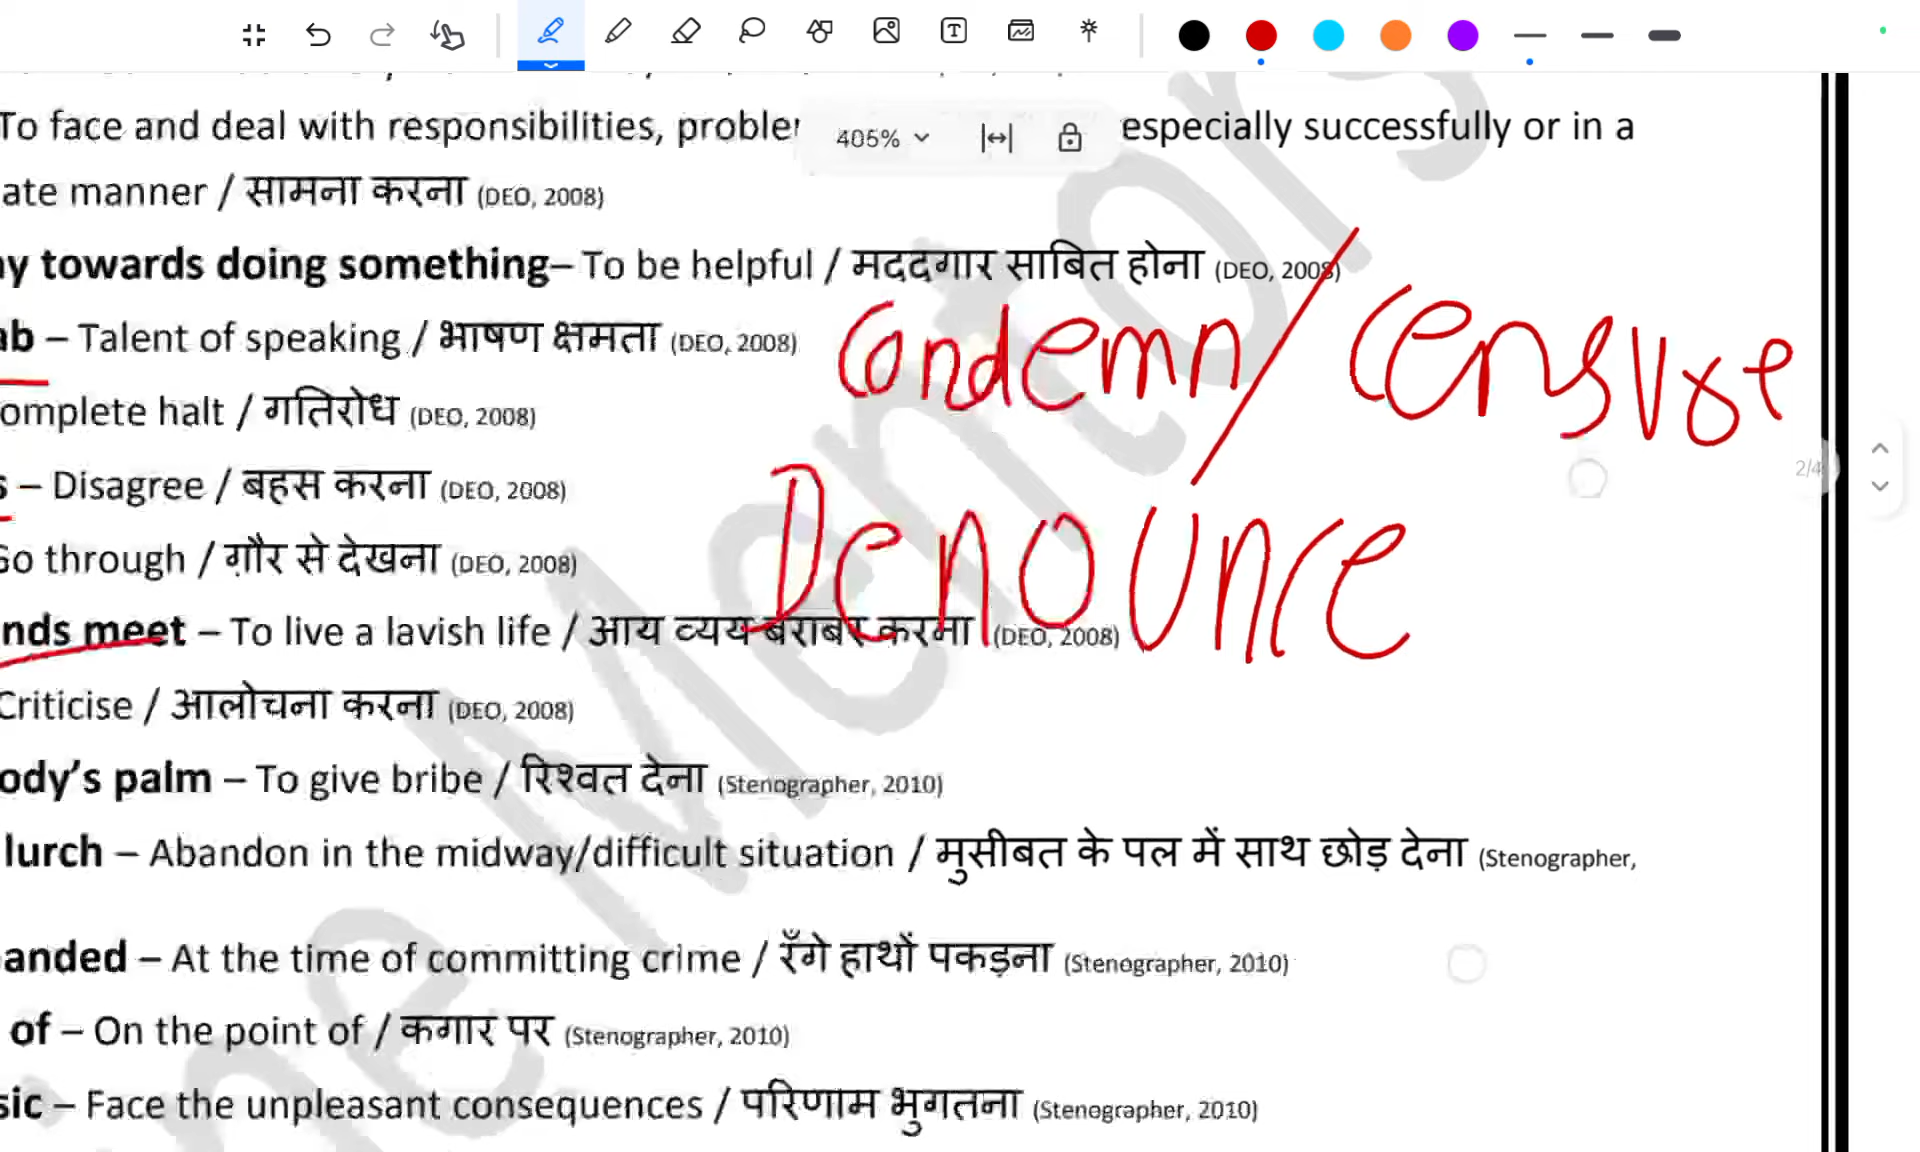 To face and deal with responsibilities, especially successfully or in a
405%
ate manner / सामना करना (DEO, 2008)
towards doing something– To be helpful / मददगार साबित होना (DEO, 2008)
ab – Talent of speaking / भाषण क्षमता (DEO, 2008)
Condemn / Censure
omplete halt / गतिरोध (DEO, 2008)
2/4
s – Disagree / बहस करना (DEO, 2008)
Denounce
Go through / ग़ौर से देखना (DEO, 2008)
nds meet – To live a lavish life / आय व्यय बराबर करना (DEO, 2008)
Criticise / आलोचना करना (DEO, 2008)
ody’s palm – To give bribe / रिश्वत देना (Stenographer, 2010)
lurch – Abandon in the midway/difficult situation / मुसीबत के पल में साथ छोड़ देना (Stenographer,
anded – At the time of committing crime / रँगे हाथों पकड़ना (Stenographer, 2010)
of – On the point of / कगार पर (Stenographer, 2010)
sic – Face the unpleasant consequences / परिणाम भुगतना (Stenographer, 2010)